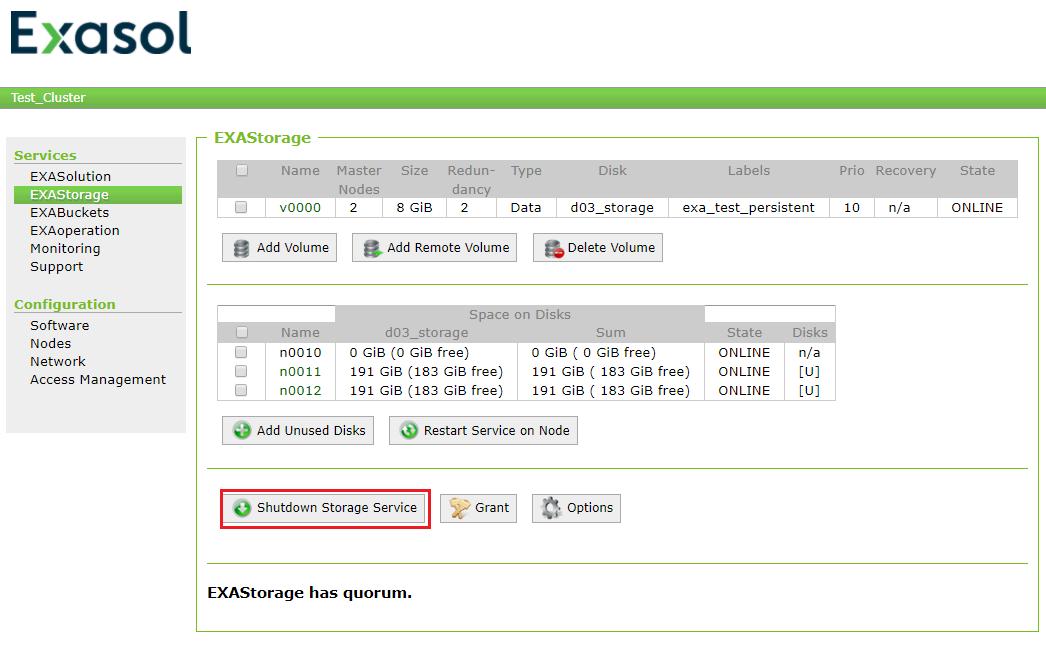 Exasol
Test_Cluster
Services
EXASolution
EXAStorage
EXABuckets
EXAoperation
Monitoring
Support
Configuration
Software
Nodes
Network
Access Management
EXAStorage
Name Master Nodes Size Redun- dancy Type Disk Labels Prio Recovery State
v0000 2 8 GiB 2 Data d03_storage exa_test_persistent 10 n/a ONLINE
Add Volume Add Remote Volume Delete Volume
Space on Disks
Name d03_storage Sum State Disks
n0010 0 GiB (0 GiB free) 0 GiB ( 0 GiB free) ONLINE n/a
n0011 191 GiB (183 GiB free) 191 GiB ( 183 GiB free) ONLINE [U]
n0012 191 GiB (183 GiB free) 191 GiB ( 183 GiB free) ONLINE [U]
Add Unused Disks Restart Service on Node
Shutdown Storage Service Grant Options
EXAStorage has quorum.